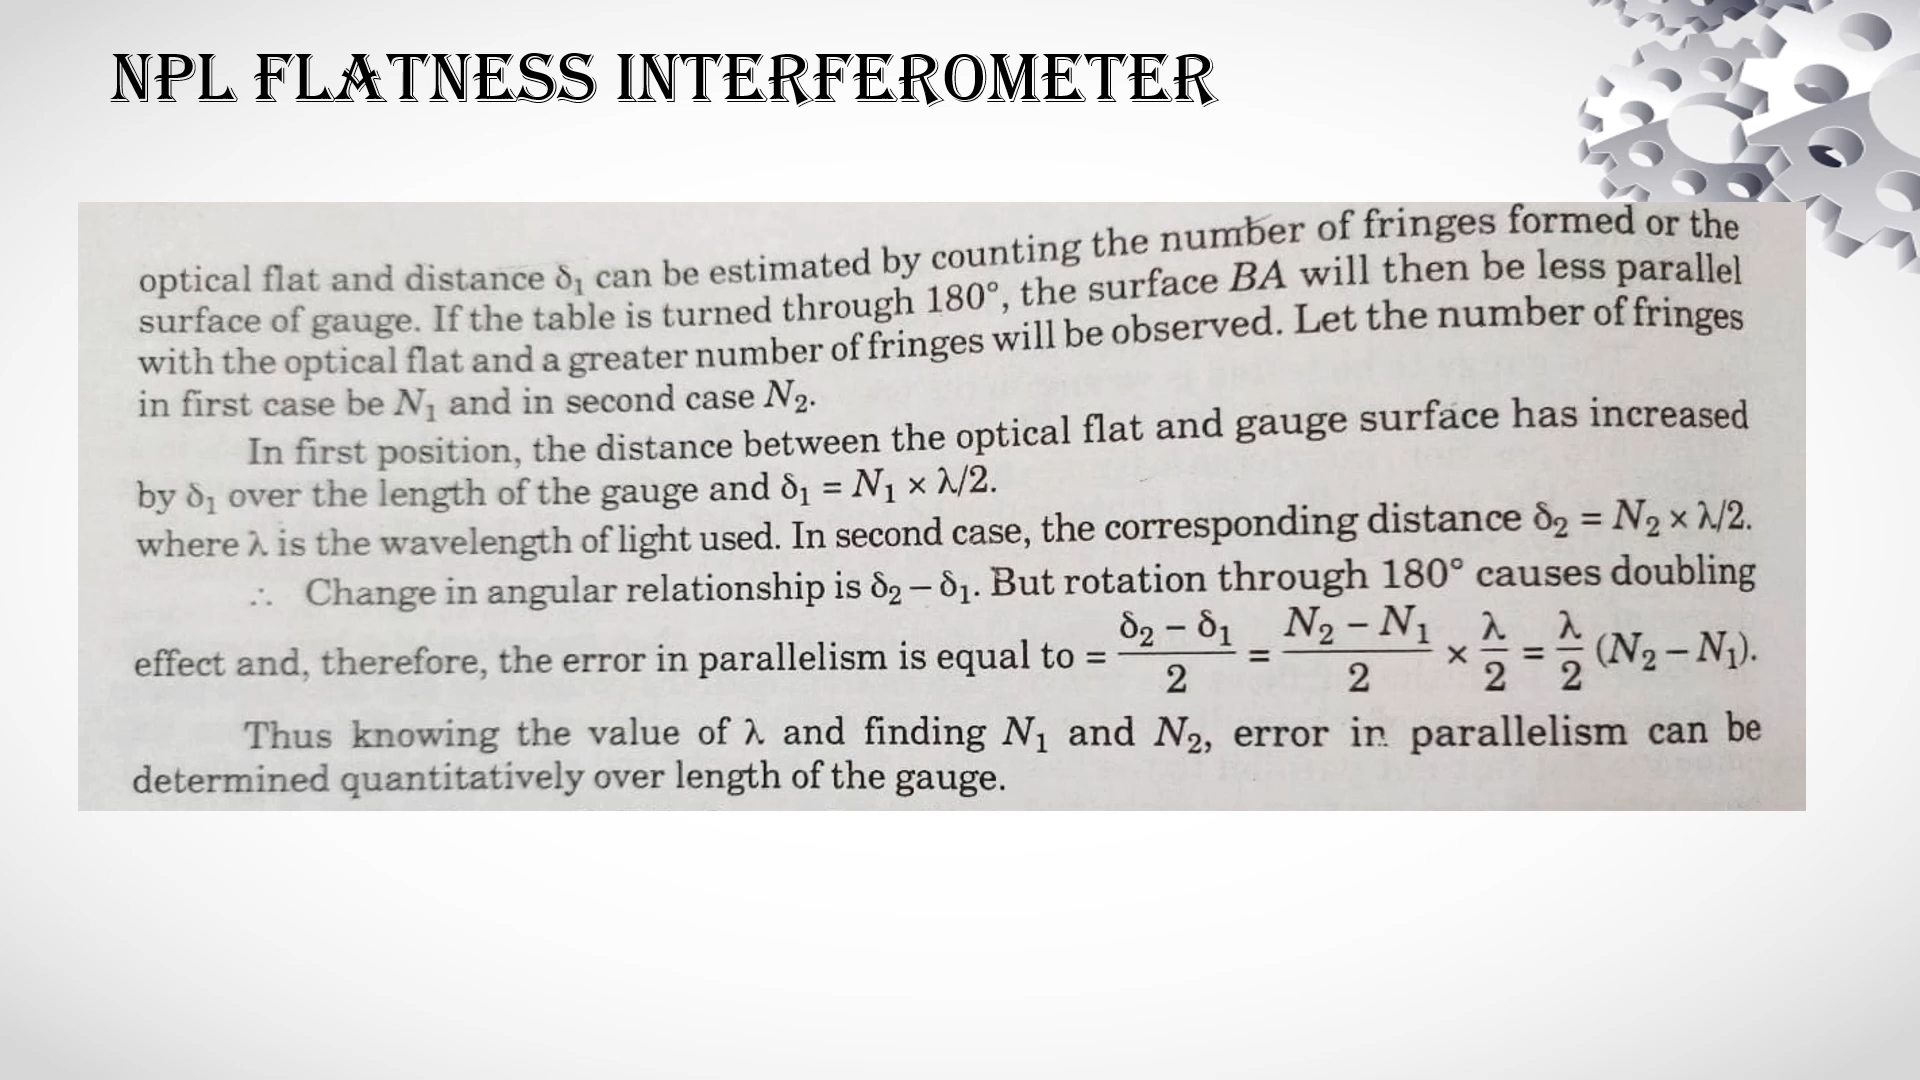 NPL FLATNESS INTERFEROMETER
optical flat and distance δ₁ can be estimated by counting the number of fringes formed or the
surface of gauge. If the table is turned through 180°, the surface BA will then be less parallel
with the optical flat and a greater number of fringes will be observed. Let the number of fringes
in first case be N₁ and in second case N₂.
In first position, the distance between the optical flat and gauge surface has increased
by δ₁ over the length of the gauge and δ₁ = N₁ × λ/2.
where λ is the wavelength of light used. In second case, the corresponding distance δ₂ = N₂ × λ/2.
∴ Change in angular relationship is δ₂ – δ₁. But rotation through 180° causes doubling
effect and, therefore, the error in parallelism is equal to = (δ₂ – δ₁)/2 = (N₂ – N₁)/2 × λ/2 = λ/2 (N₂ – N₁).
Thus knowing the value of λ and finding N₁ and N₂, error in parallelism can be
determined quantitatively over length of the gauge.